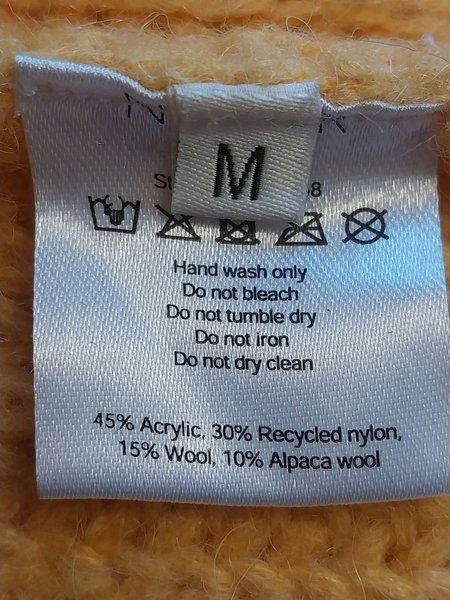 M
Hand wash only
Do not bleach
Do not tumble dry
Do not iron
Do not dry clean
45% Acrylic, 30% Recycled nylon,
15% Wool, 10% Alpaca wool